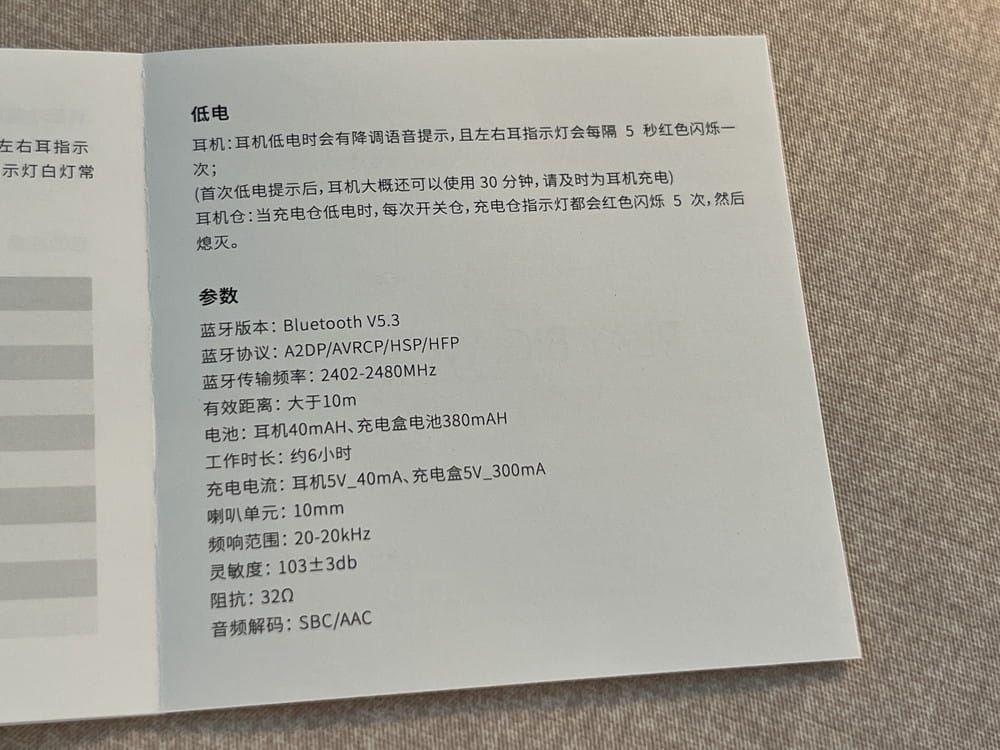 左右耳指示
示灯白灯常
低电
耳机：耳机低电时会有降调语音提示，且左右耳指示灯会每隔 5 秒红色闪烁一
次；
(首次低电提示后，耳机大概还可以使用 30 分钟，请及时为耳机充电)
耳机仓：当充电仓低电时，每次开关仓，充电仓指示灯都会红色闪烁 5 次，然后
熄灭。
参数
蓝牙版本：Bluetooth V5.3
蓝牙协议：A2DP/AVRCP/HSP/HFP
蓝牙传输频率：2402-2480MHz
有效距离：大于10m
电池：耳机40mAH、充电盒电池380mAH
工作时长：约6小时
充电电流：耳机5V_40mA、充电盒5V_300mA
喇叭单元：10mm
频响范围：20-20kHz
灵敏度：103±3db
阻抗：32Ω
音频解码：SBC/AAC